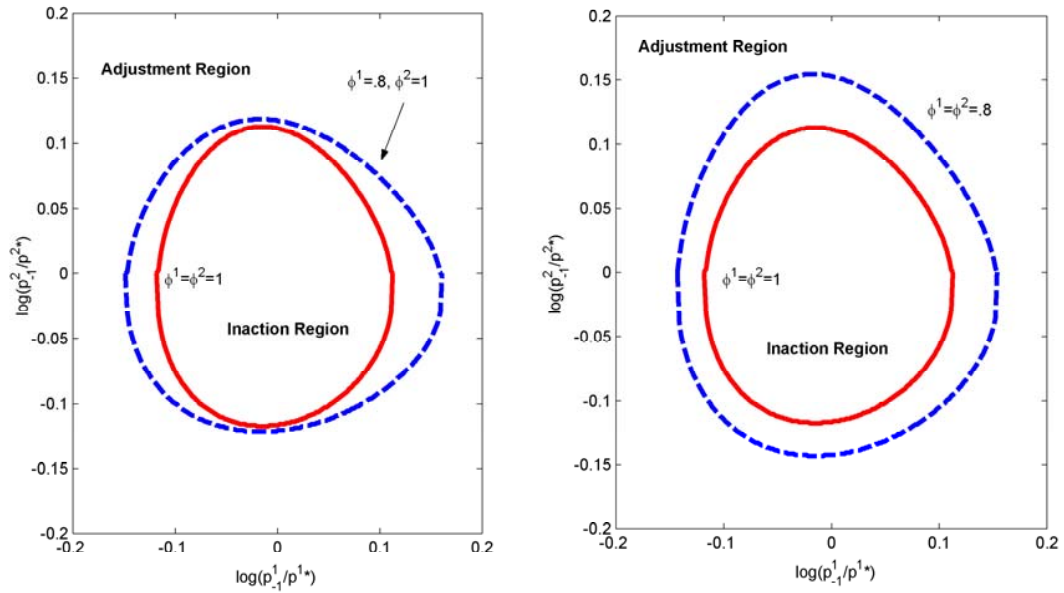 0.2
0.15
0.1
0.05
0
-0.05
-0.1
-0.15
-0.2
-0.2
-0.1
0
0.1
0.2
log(p²₋₁/p²*)
log(p¹₋₁/p¹*)
Adjustment Region
ϕ¹=.8, ϕ²=1
ϕ¹=ϕ²=1
Inaction Region
0.2
0.15
0.1
0.05
0
-0.05
-0.1
-0.15
-0.2
-0.2
-0.1
0
0.1
0.2
log(p²₋₁/p²*)
log(p¹₋₁/p¹*)
Adjustment Region
ϕ¹=ϕ²=.8
ϕ¹=ϕ²=1
Inaction Region